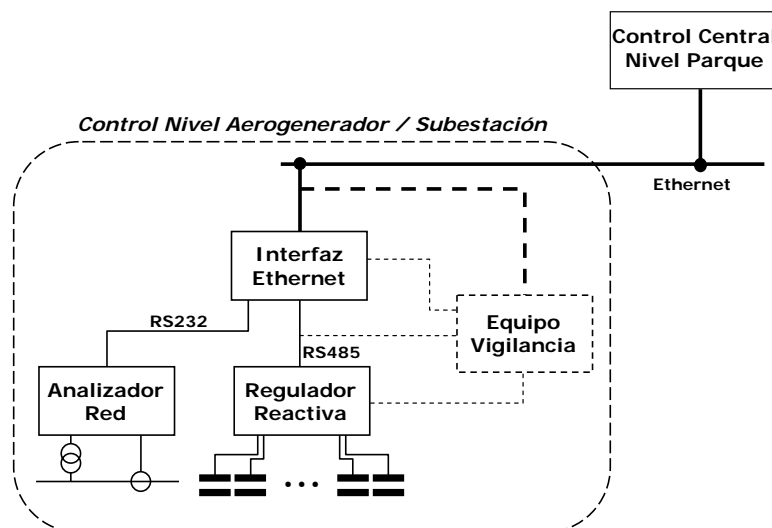 Control Central
Nivel Parque
Control Nivel Aerogenerador / Subestación
Ethernet
Interfaz
Ethernet
RS232
Equipo
Vigilancia
RS485
Analizador
Red
Regulador
Reactiva